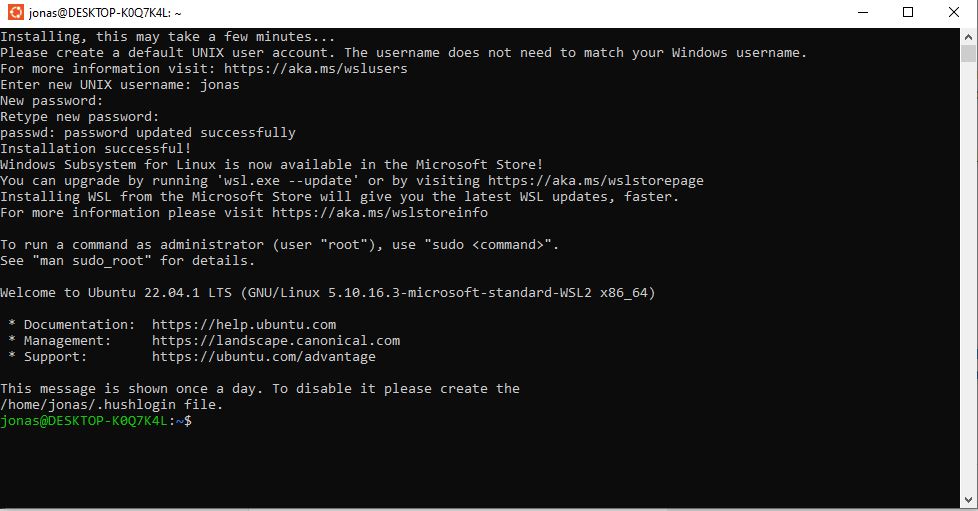 jonas@DESKTOP-K0Q7K4L: ~
Installing, this may take a few minutes...
Please create a default UNIX user account. The username does not need to match your Windows username.
For more information visit: https://aka.ms/wslusers
Enter new UNIX username: jonas
New password:
Retype new password:
passwd: password updated successfully
Installation successful!
Windows Subsystem for Linux is now available in the Microsoft Store!
You can upgrade by running 'wsl.exe --update' or by visiting https://aka.ms/wslstorepage
Installing WSL from the Microsoft Store will give you the latest WSL updates, faster.
For more information please visit https://aka.ms/wslstoreinfo
To run a command as administrator (user "root"), use "sudo <command>".
See "man sudo_root" for details.
Welcome to Ubuntu 22.04.1 LTS (GNU/Linux 5.10.16.3-microsoft-standard-WSL2 x86_64)
* Documentation:  https://help.ubuntu.com
* Management:     https://landscape.canonical.com
* Support:        https://ubuntu.com/advantage
This message is shown once a day. To disable it please create the
/home/jonas/.hushlogin file.
jonas@DESKTOP-K0Q7K4L:~$